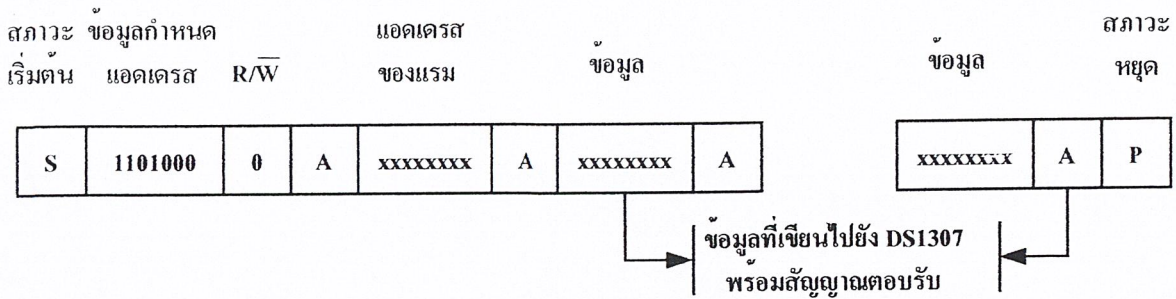 สภาวะ ข้อมูลกำหนด แอดเดรส สภาวะ
เริ่มต้น แอดเดรส R/W̅ ของแรม ข้อมูล ข้อมูล หยุด
S 1101000 0 A xxxxxxxx A xxxxxxxx A xxxxxxxx A P
ข้อมูลที่เขียนไปยัง DS1307
พร้อมสัญญาณตอบรับ